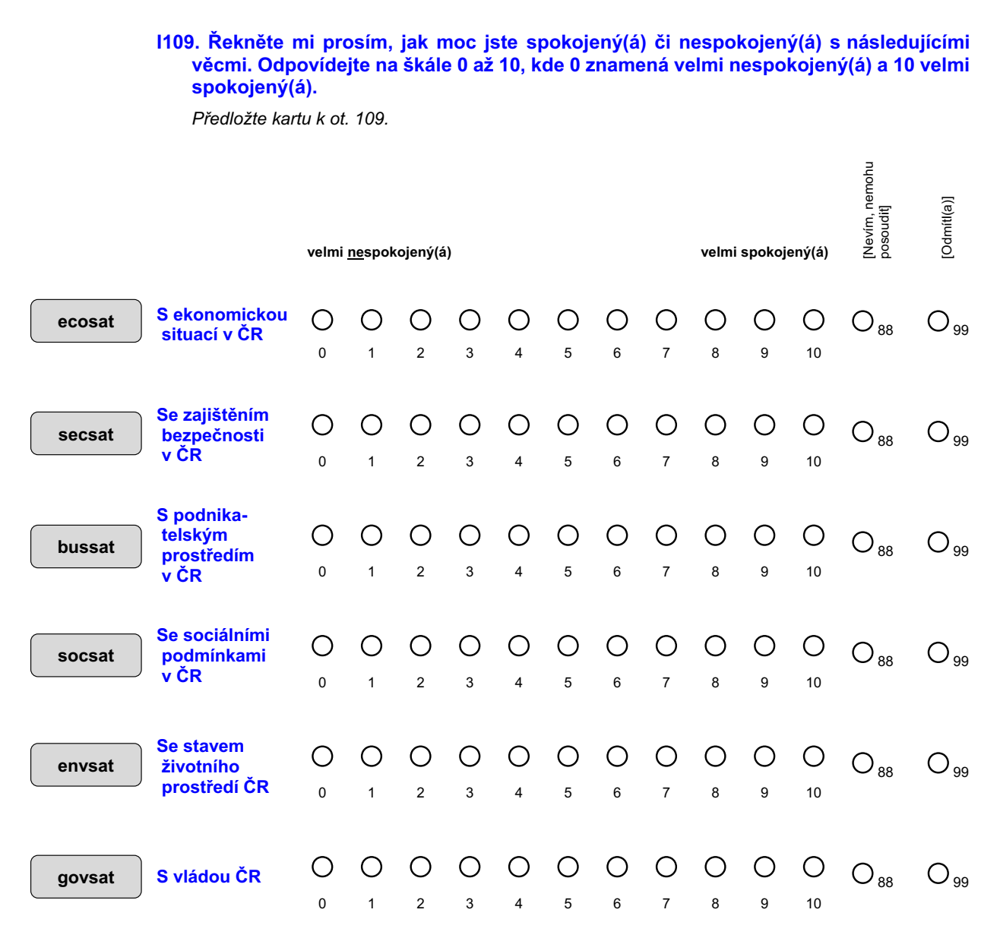 I109. Řekněte mi prosím, jak moc jste spokojený(á) či nespokojený(á) s následujícími
věcmi. Odpovídejte na škále 0 až 10, kde 0 znamená velmi nespokojený(á) a 10 velmi
spokojený(á).
Předložte kartu k ot. 109.
[Nevím, nemohu
posoudit]
[Odmítl(a)]
velmi nespokojený(á) velmi spokojený(á)
ecosat
S ekonomickou
situací v ČR
88 99
0 1 2 3 4 5 6 7 8 9 10
secsat
Se zajištěním
bezpečnosti
v ČR
88 99
0 1 2 3 4 5 6 7 8 9 10
bussat
S podnika-
telským
prostředím
v ČR
88 99
0 1 2 3 4 5 6 7 8 9 10
socsat
Se sociálními
podmínkami
v ČR
88 99
0 1 2 3 4 5 6 7 8 9 10
envsat
Se stavem
životního
prostředí ČR
88 99
0 1 2 3 4 5 6 7 8 9 10
govsat
S vládou ČR
88 99
0 1 2 3 4 5 6 7 8 9 10